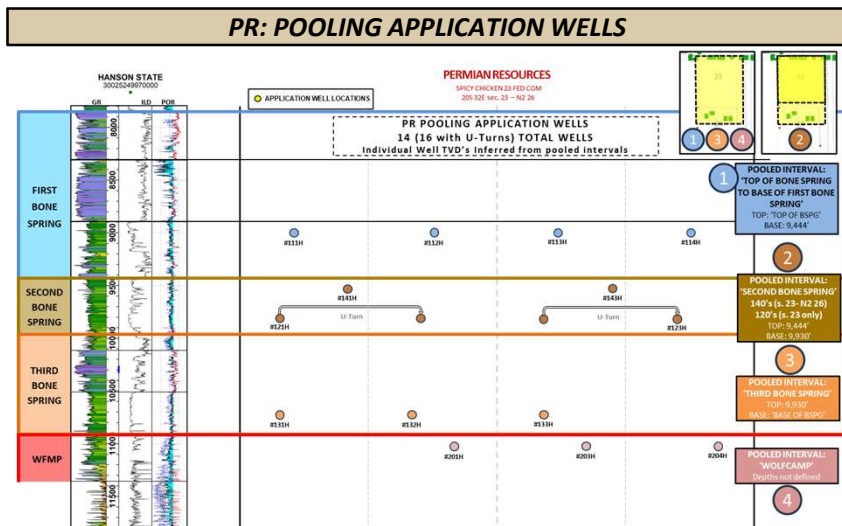 PR: POOLING APPLICATION WELLS
HANSON STATE
30025249970000
GR ILD POR
APPLICATION WELL LOCATIONS
PERMIAN RESOURCES
SPICY CHICKEN 23 FED COM
20S 32E sec. 23 – N2 26
PR POOLING APPLICATION WELLS
14 (16 with U-Turns) TOTAL WELLS
Individual Well TVD's Inferred from pooled intervals
23
1 3 4
2
8000
8500
9000
9500
10000
10500
11000
11500
FIRST
BONE
SPRING
#111H #112H #113H #114H
1
POOLED INTERVAL:
'TOP OF BONE SPRING
TO BASE OF FIRST BONE
SPRING'
TOP: 'TOP OF BSPG'
BASE: 9,444'
SECOND
BONE
SPRING
#141H #143H
U-Turn U-Turn
#121H #123H
2
POOLED INTERVAL:
'SECOND BONE SPRING'
140's (s. 23- N2 26)
120's (s. 23 only)
TOP: 9,444'
BASE: 9,930'
THIRD
BONE
SPRING
#131H #132H #133H
3
POOLED INTERVAL:
'THIRD BONE SPRING'
TOP: 9,930'
BASE: 'BASE OF BSPG'
WFMP
#201H #203H #204H
POOLED INTERVAL:
'WOLFCAMP'
Depths not defined
4